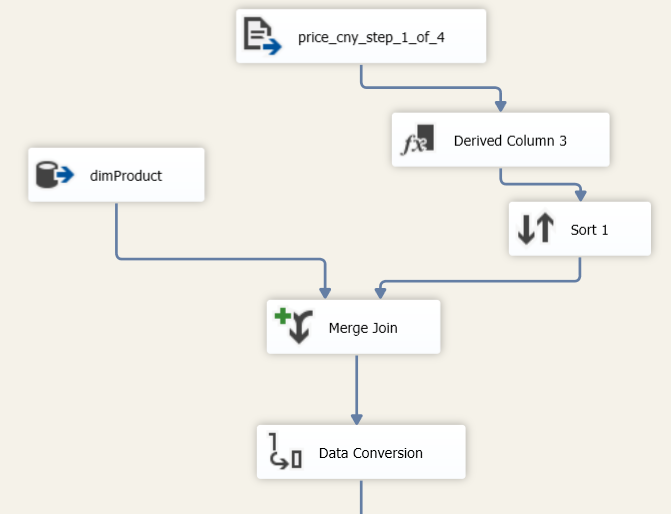 price_cny_step_1_of_4
Derived Column 3
dimProduct
Sort 1
Merge Join
Data Conversion